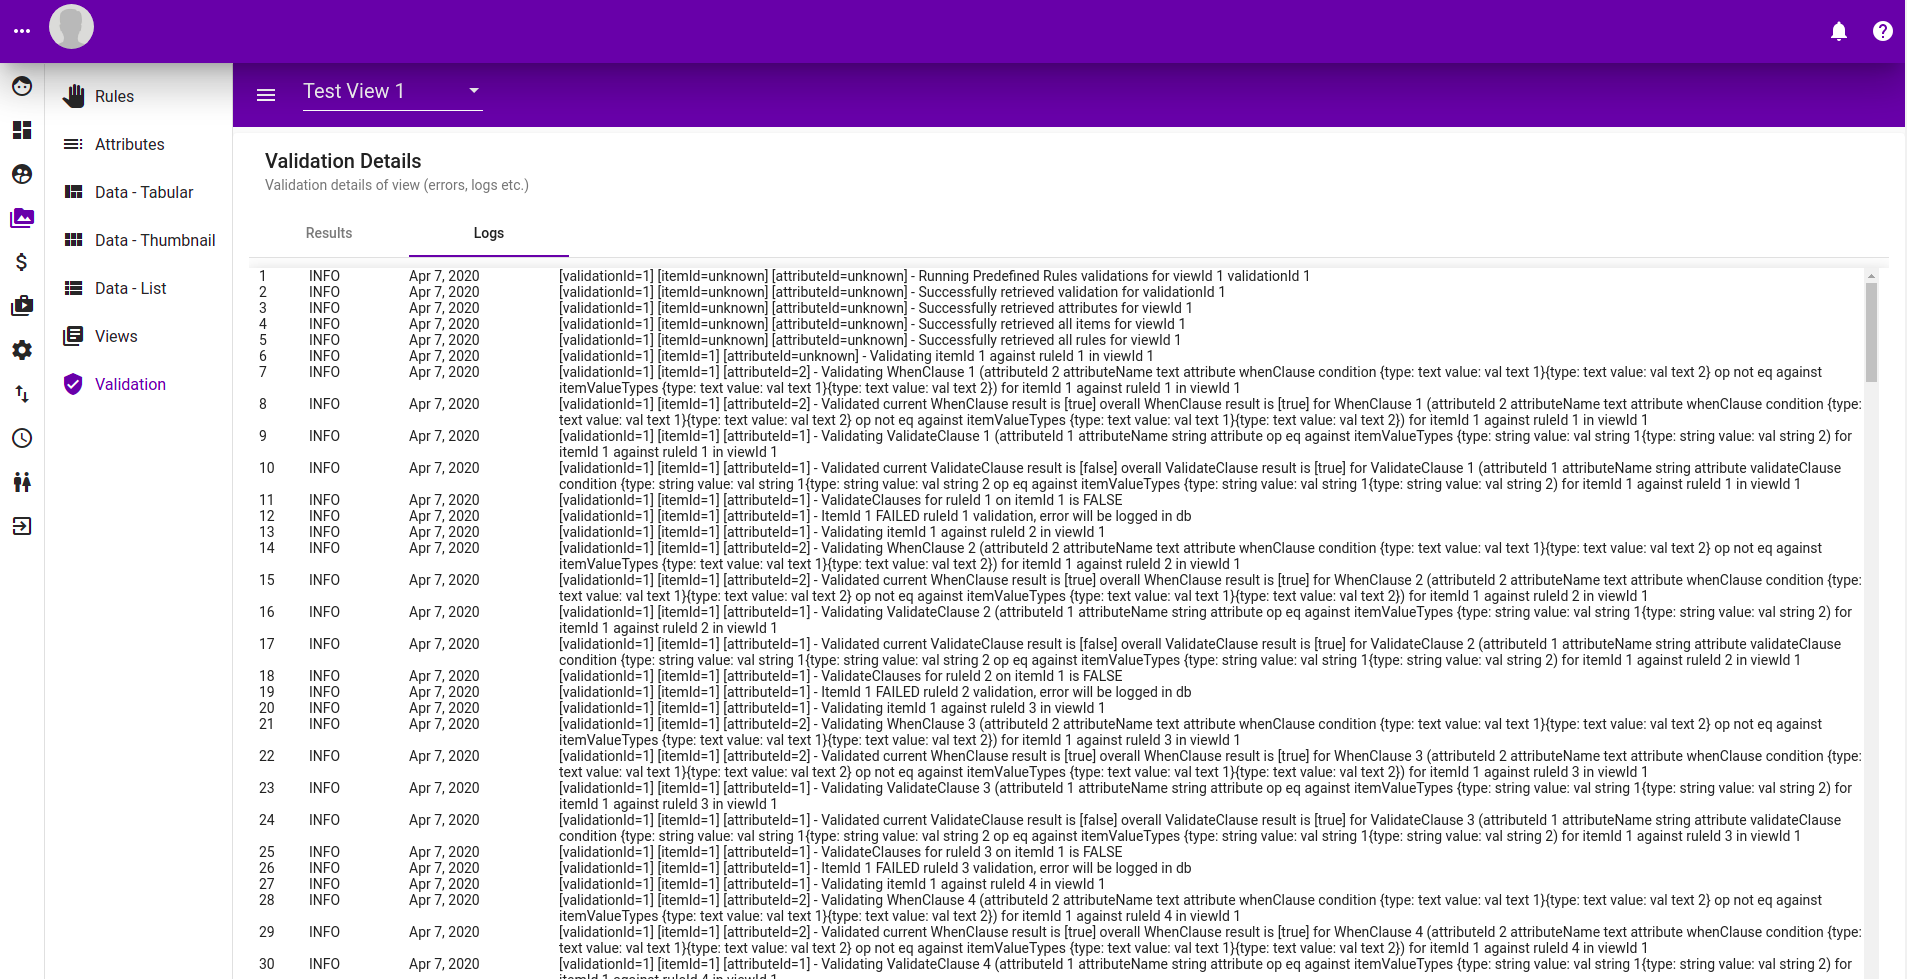 Test View 1
Rules
Attributes
Data - Tabular
Data - Thumbnail
Data - List
Views
Validation
Validation Details
Validation details of view (errors, logs etc.)
Results Logs
1 INFO Apr 7, 2020 [validationId=1] [itemId=unknown] [attributeId=unknown] - Running Predefined Rules validations for viewId 1 validationId 1
2 INFO Apr 7, 2020 [validationId=1] [itemId=unknown] [attributeId=unknown] - Successfully retrieved validation for validationId 1
3 INFO Apr 7, 2020 [validationId=1] [itemId=unknown] [attributeId=unknown] - Successfully retrieved attributes for viewId 1
4 INFO Apr 7, 2020 [validationId=1] [itemId=unknown] [attributeId=unknown] - Successfully retrieved all items for viewId 1
5 INFO Apr 7, 2020 [validationId=1] [itemId=unknown] [attributeId=unknown] - Successfully retrieved all rules for viewId 1
6 INFO Apr 7, 2020 [validationId=1] [itemId=1] [attributeId=unknown] - Validating itemId 1 against ruleId 1 in viewId 1
7 INFO Apr 7, 2020 [validationId=1] [itemId=1] [attributeId=2] - Validating WhenClause 1 (attributeId 2 attributeName text attribute whenClause condition {type: text value: val text 1}{type: text value: val text 2} op not eq against
itemValueTypes {type: text value: val text 1}{type: text value: val text 2}) for itemId 1 against ruleId 1 in viewId 1
8 INFO Apr 7, 2020 [validationId=1] [itemId=1] [attributeId=2] - Validated current WhenClause result is [true] overall WhenClause result is [true] for WhenClause 1 (attributeId 2 attributeName text attribute whenClause condition {type:
text value: val text 1}{type: text value: val text 2} op not eq against itemValueTypes {type: text value: val text 1}{type: text value: val text 2}) for itemId 1 against ruleId 1 in viewId 1
9 INFO Apr 7, 2020 [validationId=1] [itemId=1] [attributeId=1] - Validating ValidateClause 1 (attributeId 1 attributeName string attribute op eq against itemValueTypes {type: string value: val string 1{type: string value: val string 2) for
itemId 1 against ruleId 1 in viewId 1
10 INFO Apr 7, 2020 [validationId=1] [itemId=1] [attributeId=1] - Validated current ValidateClause result is [false] overall ValidateClause result is [true] for ValidateClause 1 (attributeId 1 attributeName string attribute validateClause
condition {type: string value: val string 1{type: string value: val string 2 op eq against itemValueTypes {type: string value: val string 1{type: string value: val string 2) for itemId 1 against ruleId 1 in viewId 1
11 INFO Apr 7, 2020 [validationId=1] [itemId=1] [attributeId=1] - ValidateClauses for ruleId 1 on itemId 1 is FALSE
12 INFO Apr 7, 2020 [validationId=1] [itemId=1] [attributeId=1] - ItemId 1 FAILED ruleId 1 validation, error will be logged in db
13 INFO Apr 7, 2020 [validationId=1] [itemId=1] [attributeId=1] - Validating itemId 1 against ruleId 2 in viewId 1
14 INFO Apr 7, 2020 [validationId=1] [itemId=1] [attributeId=2] - Validating WhenClause 2 (attributeId 2 attributeName text attribute whenClause condition {type: text value: val text 1}{type: text value: val text 2} op not eq against
itemValueTypes {type: text value: val text 1}{type: text value: val text 2}) for itemId 1 against ruleId 2 in viewId 1
15 INFO Apr 7, 2020 [validationId=1] [itemId=1] [attributeId=2] - Validated current WhenClause result is [true] overall WhenClause result is [true] for WhenClause 2 (attributeId 2 attributeName text attribute whenClause condition {type:
text value: val text 1}{type: text value: val text 2} op not eq against itemValueTypes {type: text value: val text 1}{type: text value: val text 2}) for itemId 1 against ruleId 2 in viewId 1
16 INFO Apr 7, 2020 [validationId=1] [itemId=1] [attributeId=1] - Validating ValidateClause 2 (attributeId 1 attributeName string attribute op eq against itemValueTypes {type: string value: val string 1{type: string value: val string 2) for
itemId 1 against ruleId 2 in viewId 1
17 INFO Apr 7, 2020 [validationId=1] [itemId=1] [attributeId=1] - Validated current ValidateClause result is [false] overall ValidateClause result is [true] for ValidateClause 2 (attributeId 1 attributeName string attribute validateClause
condition {type: string value: val string 1{type: string value: val string 2 op eq against itemValueTypes {type: string value: val string 1{type: string value: val string 2) for itemId 1 against ruleId 2 in viewId 1
18 INFO Apr 7, 2020 [validationId=1] [itemId=1] [attributeId=1] - ValidateClauses for ruleId 2 on itemId 1 is FALSE
19 INFO Apr 7, 2020 [validationId=1] [itemId=1] [attributeId=1] - ItemId 1 FAILED ruleId 2 validation, error will be logged in db
20 INFO Apr 7, 2020 [validationId=1] [itemId=1] [attributeId=1] - Validating itemId 1 against ruleId 3 in viewId 1
21 INFO Apr 7, 2020 [validationId=1] [itemId=1] [attributeId=2] - Validating WhenClause 3 (attributeId 2 attributeName text attribute whenClause condition {type: text value: val text 1}{type: text value: val text 2} op not eq against
itemValueTypes {type: text value: val text 1}{type: text value: val text 2}) for itemId 1 against ruleId 3 in viewId 1
22 INFO Apr 7, 2020 [validationId=1] [itemId=1] [attributeId=2] - Validated current WhenClause result is [true] overall WhenClause result is [true] for WhenClause 3 (attributeId 2 attributeName text attribute whenClause condition {type:
text value: val text 1}{type: text value: val text 2} op not eq against itemValueTypes {type: text value: val text 1}{type: text value: val text 2}) for itemId 1 against ruleId 3 in viewId 1
23 INFO Apr 7, 2020 [validationId=1] [itemId=1] [attributeId=1] - Validating ValidateClause 3 (attributeId 1 attributeName string attribute op eq against itemValueTypes {type: string value: val string 1{type: string value: val string 2) for
itemId 1 against ruleId 3 in viewId 1
24 INFO Apr 7, 2020 [validationId=1] [itemId=1] [attributeId=1] - Validated current ValidateClause result is [false] overall ValidateClause result is [true] for ValidateClause 3 (attributeId 1 attributeName string attribute validateClause
condition {type: string value: val string 1{type: string value: val string 2 op eq against itemValueTypes {type: string value: val string 1{type: string value: val string 2) for itemId 1 against ruleId 3 in viewId 1
25 INFO Apr 7, 2020 [validationId=1] [itemId=1] [attributeId=1] - ValidateClauses for ruleId 3 on itemId 1 is FALSE
26 INFO Apr 7, 2020 [validationId=1] [itemId=1] [attributeId=1] - ItemId 1 FAILED ruleId 3 validation, error will be logged in db
27 INFO Apr 7, 2020 [validationId=1] [itemId=1] [attributeId=1] - Validating itemId 1 against ruleId 4 in viewId 1
28 INFO Apr 7, 2020 [validationId=1] [itemId=1] [attributeId=2] - Validating WhenClause 4 (attributeId 2 attributeName text attribute whenClause condition {type: text value: val text 1}{type: text value: val text 2} op not eq against
itemValueTypes {type: text value: val text 1}{type: text value: val text 2}) for itemId 1 against ruleId 4 in viewId 1
29 INFO Apr 7, 2020 [validationId=1] [itemId=1] [attributeId=2] - Validated current WhenClause result is [true] overall WhenClause result is [true] for WhenClause 4 (attributeId 2 attributeName text attribute whenClause condition {type:
text value: val text 1}{type: text value: val text 2} op not eq against itemValueTypes {type: text value: val text 1}{type: text value: val text 2}) for itemId 1 against ruleId 4 in viewId 1
30 INFO Apr 7, 2020 [validationId=1] [itemId=1] [attributeId=1] - Validating ValidateClause 4 (attributeId 1 attributeName string attribute op eq against itemValueTypes {type: string value: val string 1{type: string value: val string 2) for